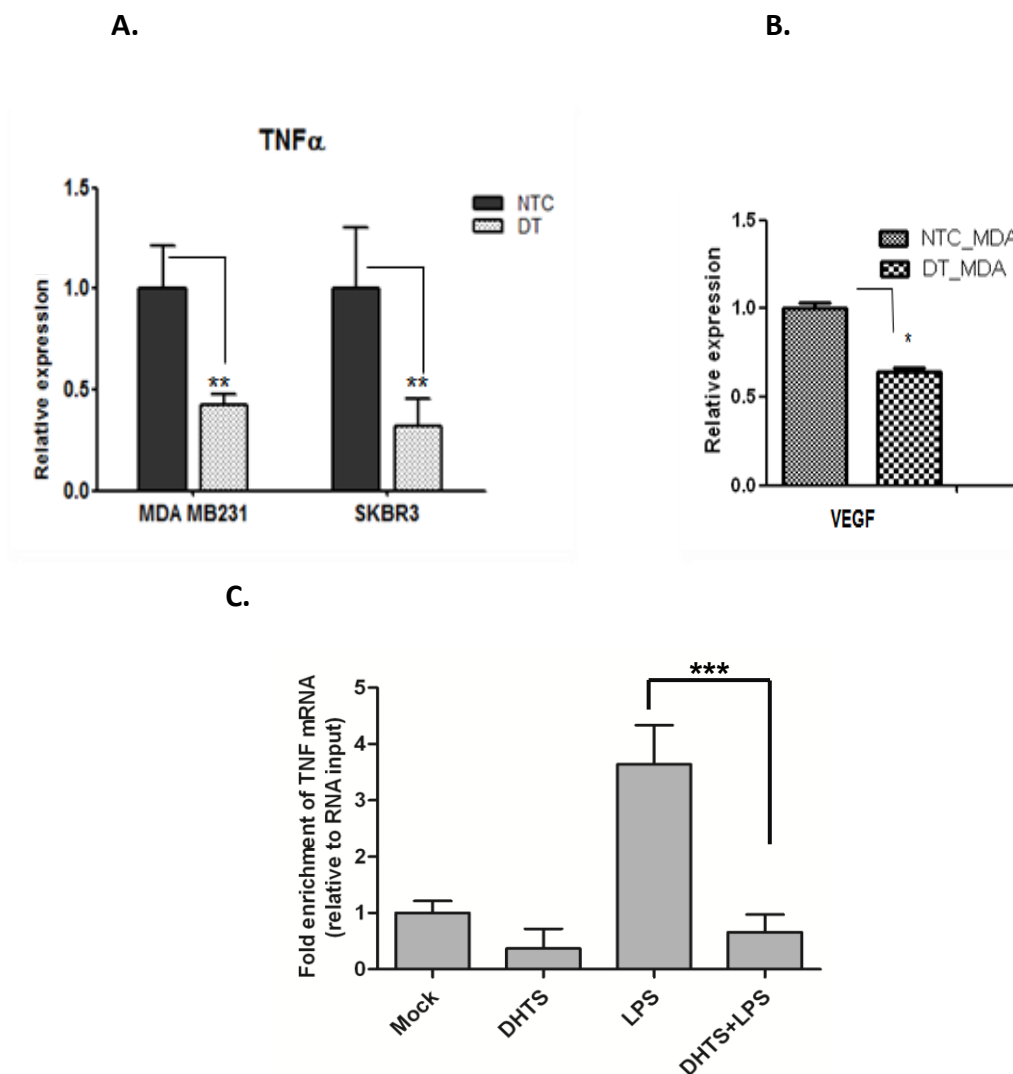 A.
B.
TNFα
NTC
DT
1.5
1.0
0.5
0.0
Relative expression
**
**
MDA MB231
SKBR3
NTC_MDA
DT_MDA
1.5
1.0
0.5
0.0
Relative expression
*
VEGF
C.
***
5
4
3
2
1
0
Fold enrichment of TNF mRNA
(relative to RNA input)
Mock
DHTS
LPS
DHTS+LPS